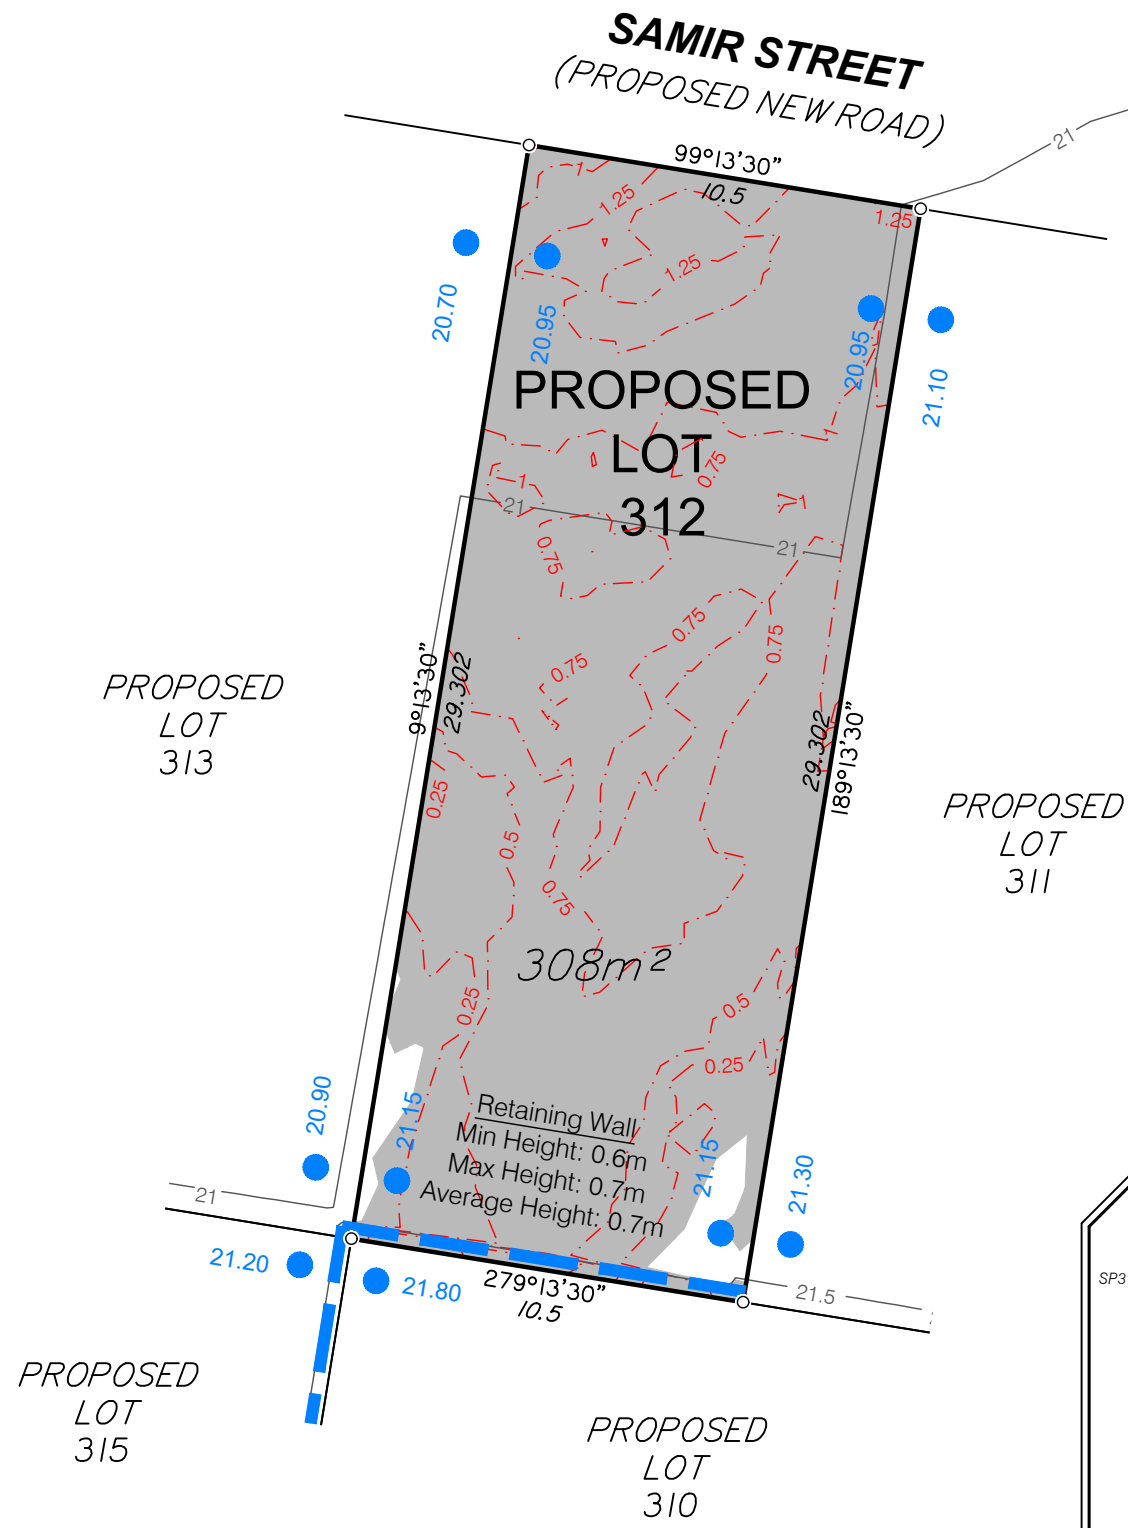 SAMIR STREET
(PROPOSED NEW ROAD)
21
99°13'30"
10.5
1
1.25
1.25
1.25
20.70
20.95
20.95
21.10
PROPOSED
LOT
312
1
0.75
1
1
21
21
0.75
0.75
0.75
0.75
9°13'30"
29.302
29.302
189°13'30"
PROPOSED
LOT
313
PROPOSED
LOT
311
0.25
0.5
0.75
308m²
0.25
0.5
0.25
20.90
21.15
21.15
21.30
Retaining Wall
Min Height: 0.6m
Max Height: 0.7m
Average Height: 0.7m
21
21.20
21.80
279°13'30"
10.5
21.5
SP3
PROPOSED
LOT
315
PROPOSED
LOT
310